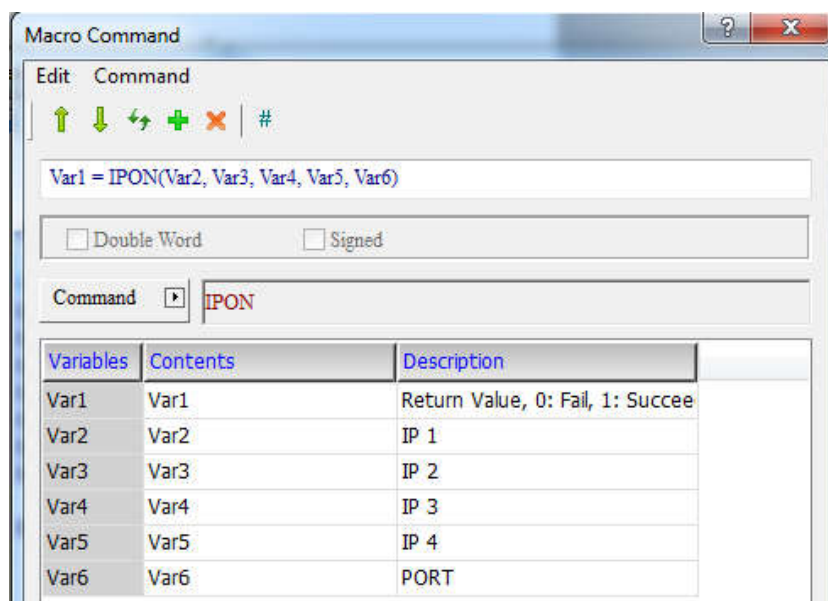 Macro Command
Edit Command
#
Var1 = IPON(Var2, Var3, Var4, Var5, Var6)
Double Word Signed
Command IPON
Variables Contents Description
Var1 Var1 Return Value, 0: Fail, 1: Succee
Var2 Var2 IP 1
Var3 Var3 IP 2
Var4 Var4 IP 3
Var5 Var5 IP 4
Var6 Var6 PORT